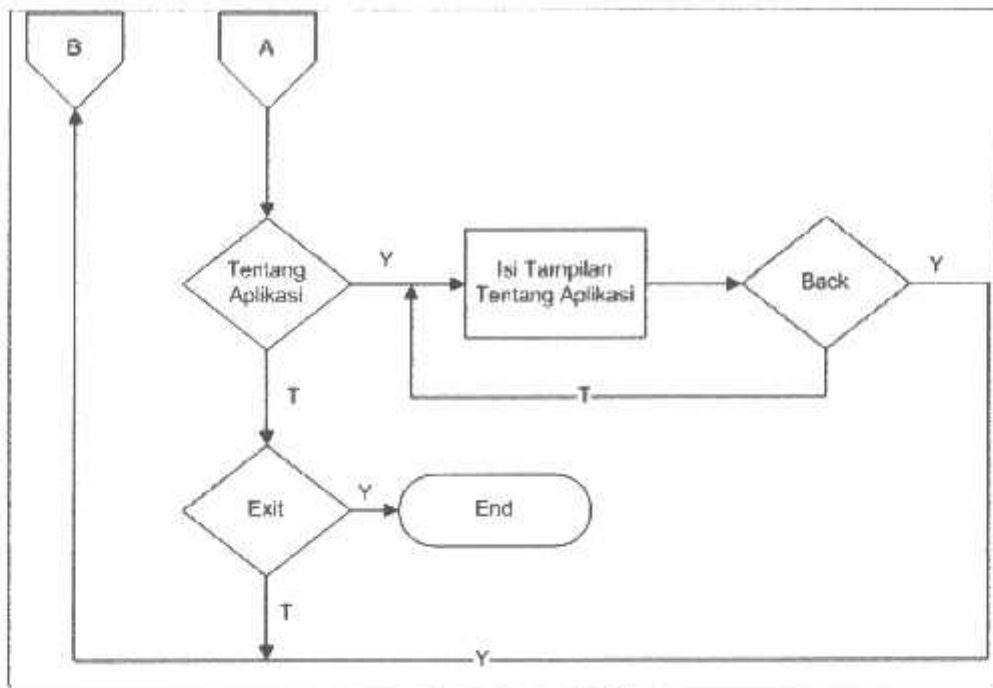 B
A
Tentang
Aplikasi
Y
Isi Tampilan
Tentang Aplikasi
Back
Y
T
T
Exit
Y
End
T
Y